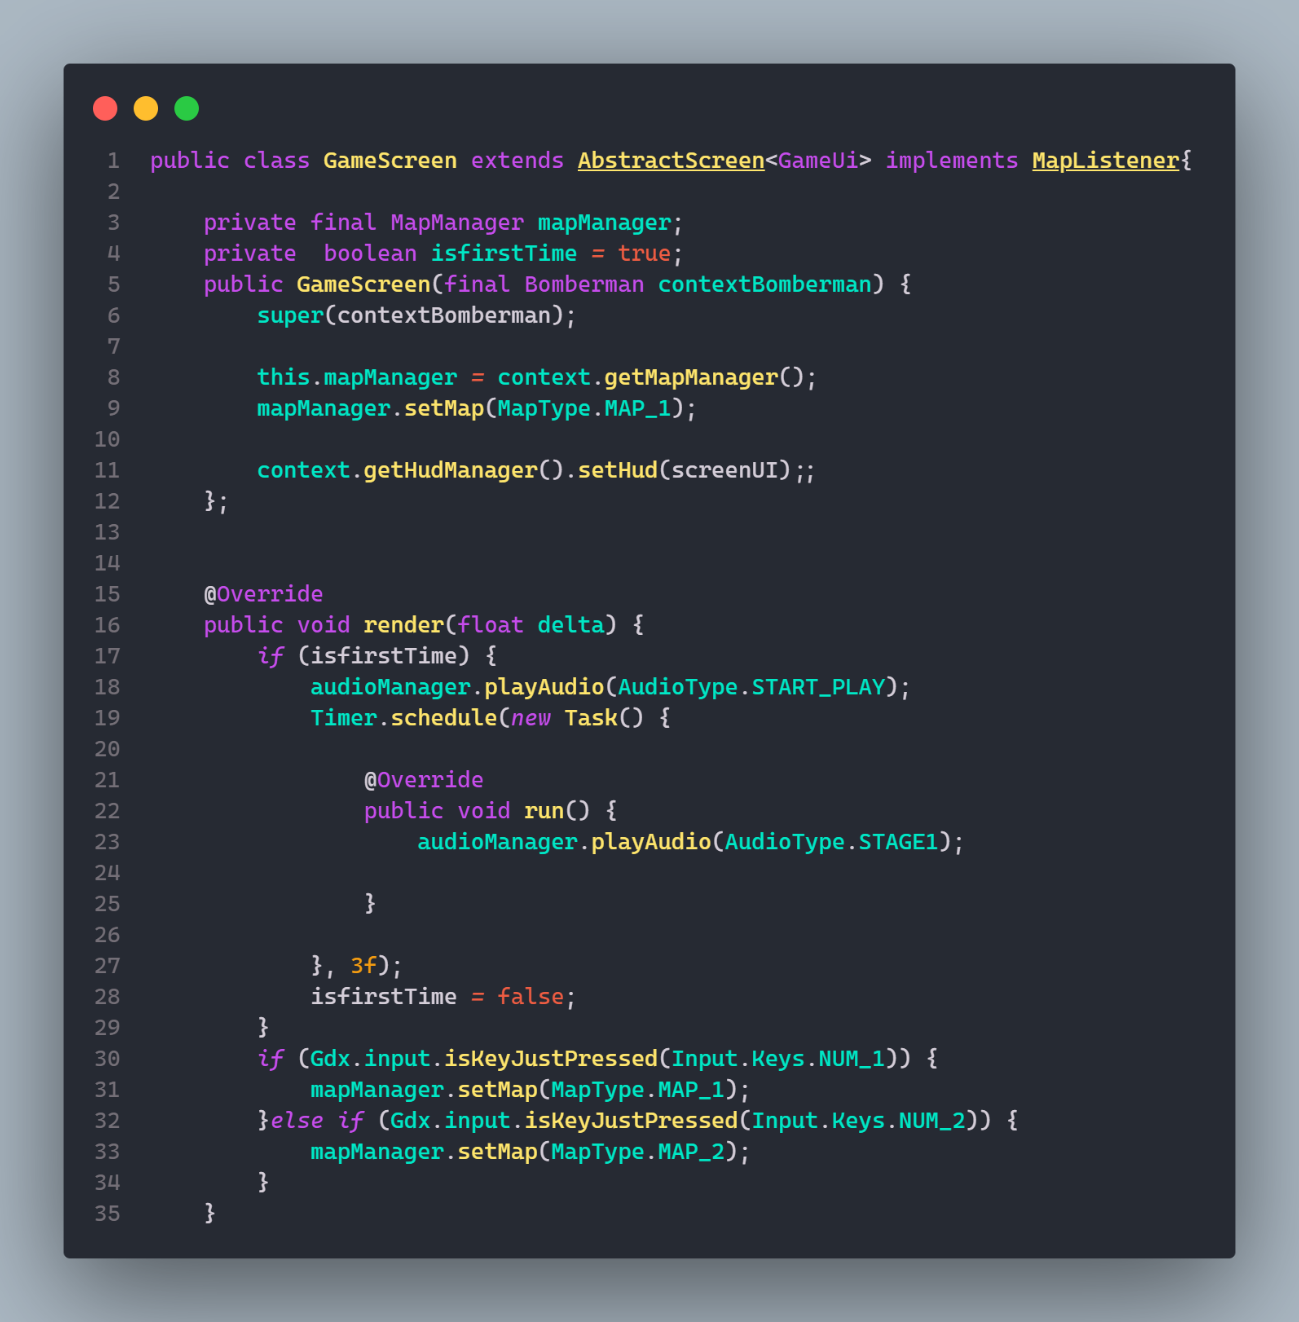 1 public class GameScreen extends AbstractScreen<GameUi> implements MapListener{
2
3     private final MapManager mapManager;
4     private  boolean isfirstTime = true;
5     public GameScreen(final Bomberman contextBomberman) {
6         super(contextBomberman);
7
8         this.mapManager = context.getMapManager();
9         mapManager.setMap(MapType.MAP_1);
10
11         context.getHudManager().setHud(screenUI);;
12     };
13
14
15     @Override
16     public void render(float delta) {
17         if (isfirstTime) {
18             audioManager.playAudio(AudioType.START_PLAY);
19             Timer.schedule(new Task() {
20
21                 @Override
22                 public void run() {
23                     audioManager.playAudio(AudioType.STAGE1);
24
25                 }
26
27             }, 3f);
28             isfirstTime = false;
29         }
30         if (Gdx.input.isKeyJustPressed(Input.Keys.NUM_1)) {
31             mapManager.setMap(MapType.MAP_1);
32         }else if (Gdx.input.isKeyJustPressed(Input.Keys.NUM_2)) {
33             mapManager.setMap(MapType.MAP_2);
34         }
35     }